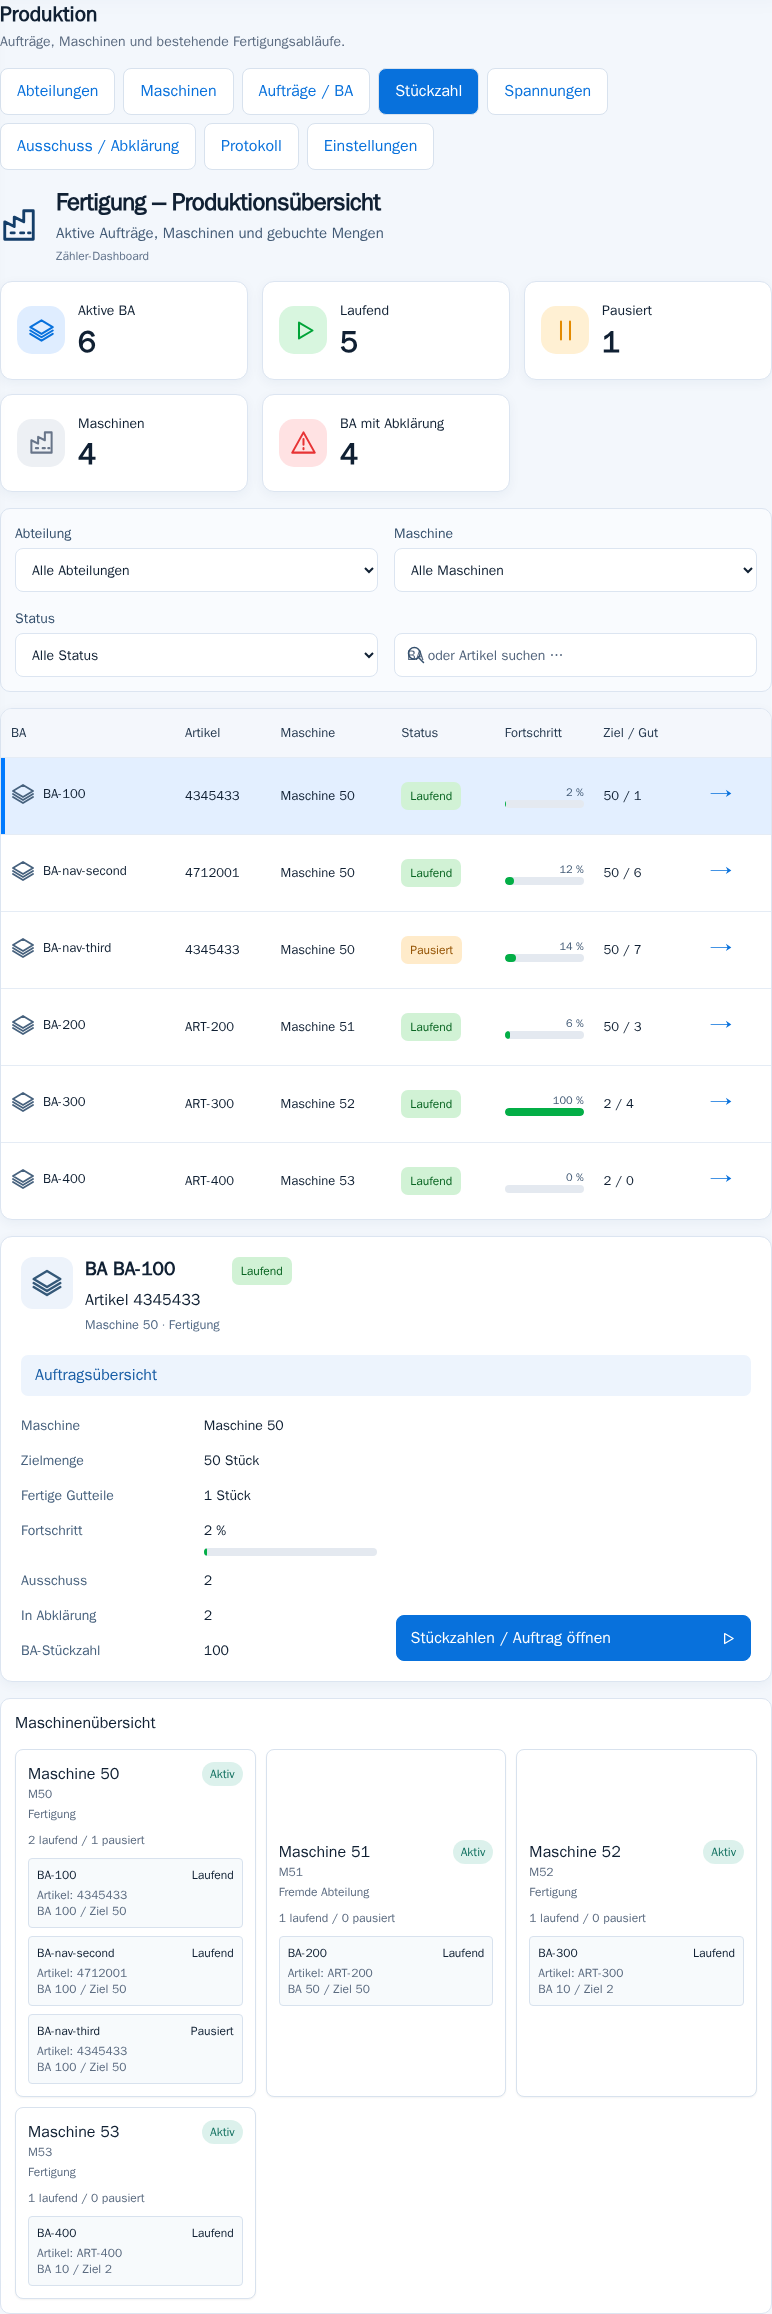 Produktion
Aufträge, Maschinen und bestehende Fertigungsabläufe.
Abteilungen Maschinen Aufträge / BA Stückzahl Spannungen
Ausschuss / Abklärung Protokoll Einstellungen
Fertigung — Produktionsübersicht
Aktive Aufträge, Maschinen und gebuchte Mengen
Zähler-Dashboard
Aktive BA Laufend Pausiert
6 5 1
Maschinen BA mit Abklärung
4 4
Abteilung Maschine
Alle Abteilungen Alle Maschinen
Status
Alle Status BA oder Artikel suchen ...
BA Artikel Maschine Status Fortschritt Ziel / Gut
BA-100 4345433 Maschine 50 Laufend 2 % 50 / 1 →
BA-nav-second 4712001 Maschine 50 Laufend 12 % 50 / 6 →
BA-nav-third 4345433 Maschine 50 Pausiert 14 % 50 / 7 →
BA-200 ART-200 Maschine 51 Laufend 6 % 50 / 3 →
BA-300 ART-300 Maschine 52 Laufend 100 % 2 / 4 →
BA-400 ART-400 Maschine 53 Laufend 0 % 2 / 0 →
BA BA-100 Laufend
Artikel 4345433
Maschine 50 · Fertigung
Auftragsübersicht
Maschine Maschine 50
Zielmenge 50 Stück
Fertige Gutteile 1 Stück
Fortschritt 2 %
Ausschuss 2
In Abklärung 2
BA-Stückzahl 100
Stückzahlen / Auftrag öffnen
Maschinenübersicht
Maschine 50 Aktiv
M50
Fertigung
2 laufend / 1 pausiert
BA-100 Laufend
Artikel: 4345433
BA 100 / Ziel 50
BA-nav-second Laufend
Artikel: 4712001
BA 100 / Ziel 50
BA-nav-third Pausiert
Artikel: 4345433
BA 100 / Ziel 50
Maschine 51 Aktiv
M51
Fremde Abteilung
1 laufend / 0 pausiert
BA-200 Laufend
Artikel: ART-200
BA 50 / Ziel 50
Maschine 52 Aktiv
M52
Fertigung
1 laufend / 0 pausiert
BA-300 Laufend
Artikel: ART-300
BA 10 / Ziel 2
Maschine 53 Aktiv
M53
Fertigung
1 laufend / 0 pausiert
BA-400 Laufend
Artikel: ART-400
BA 10 / Ziel 2